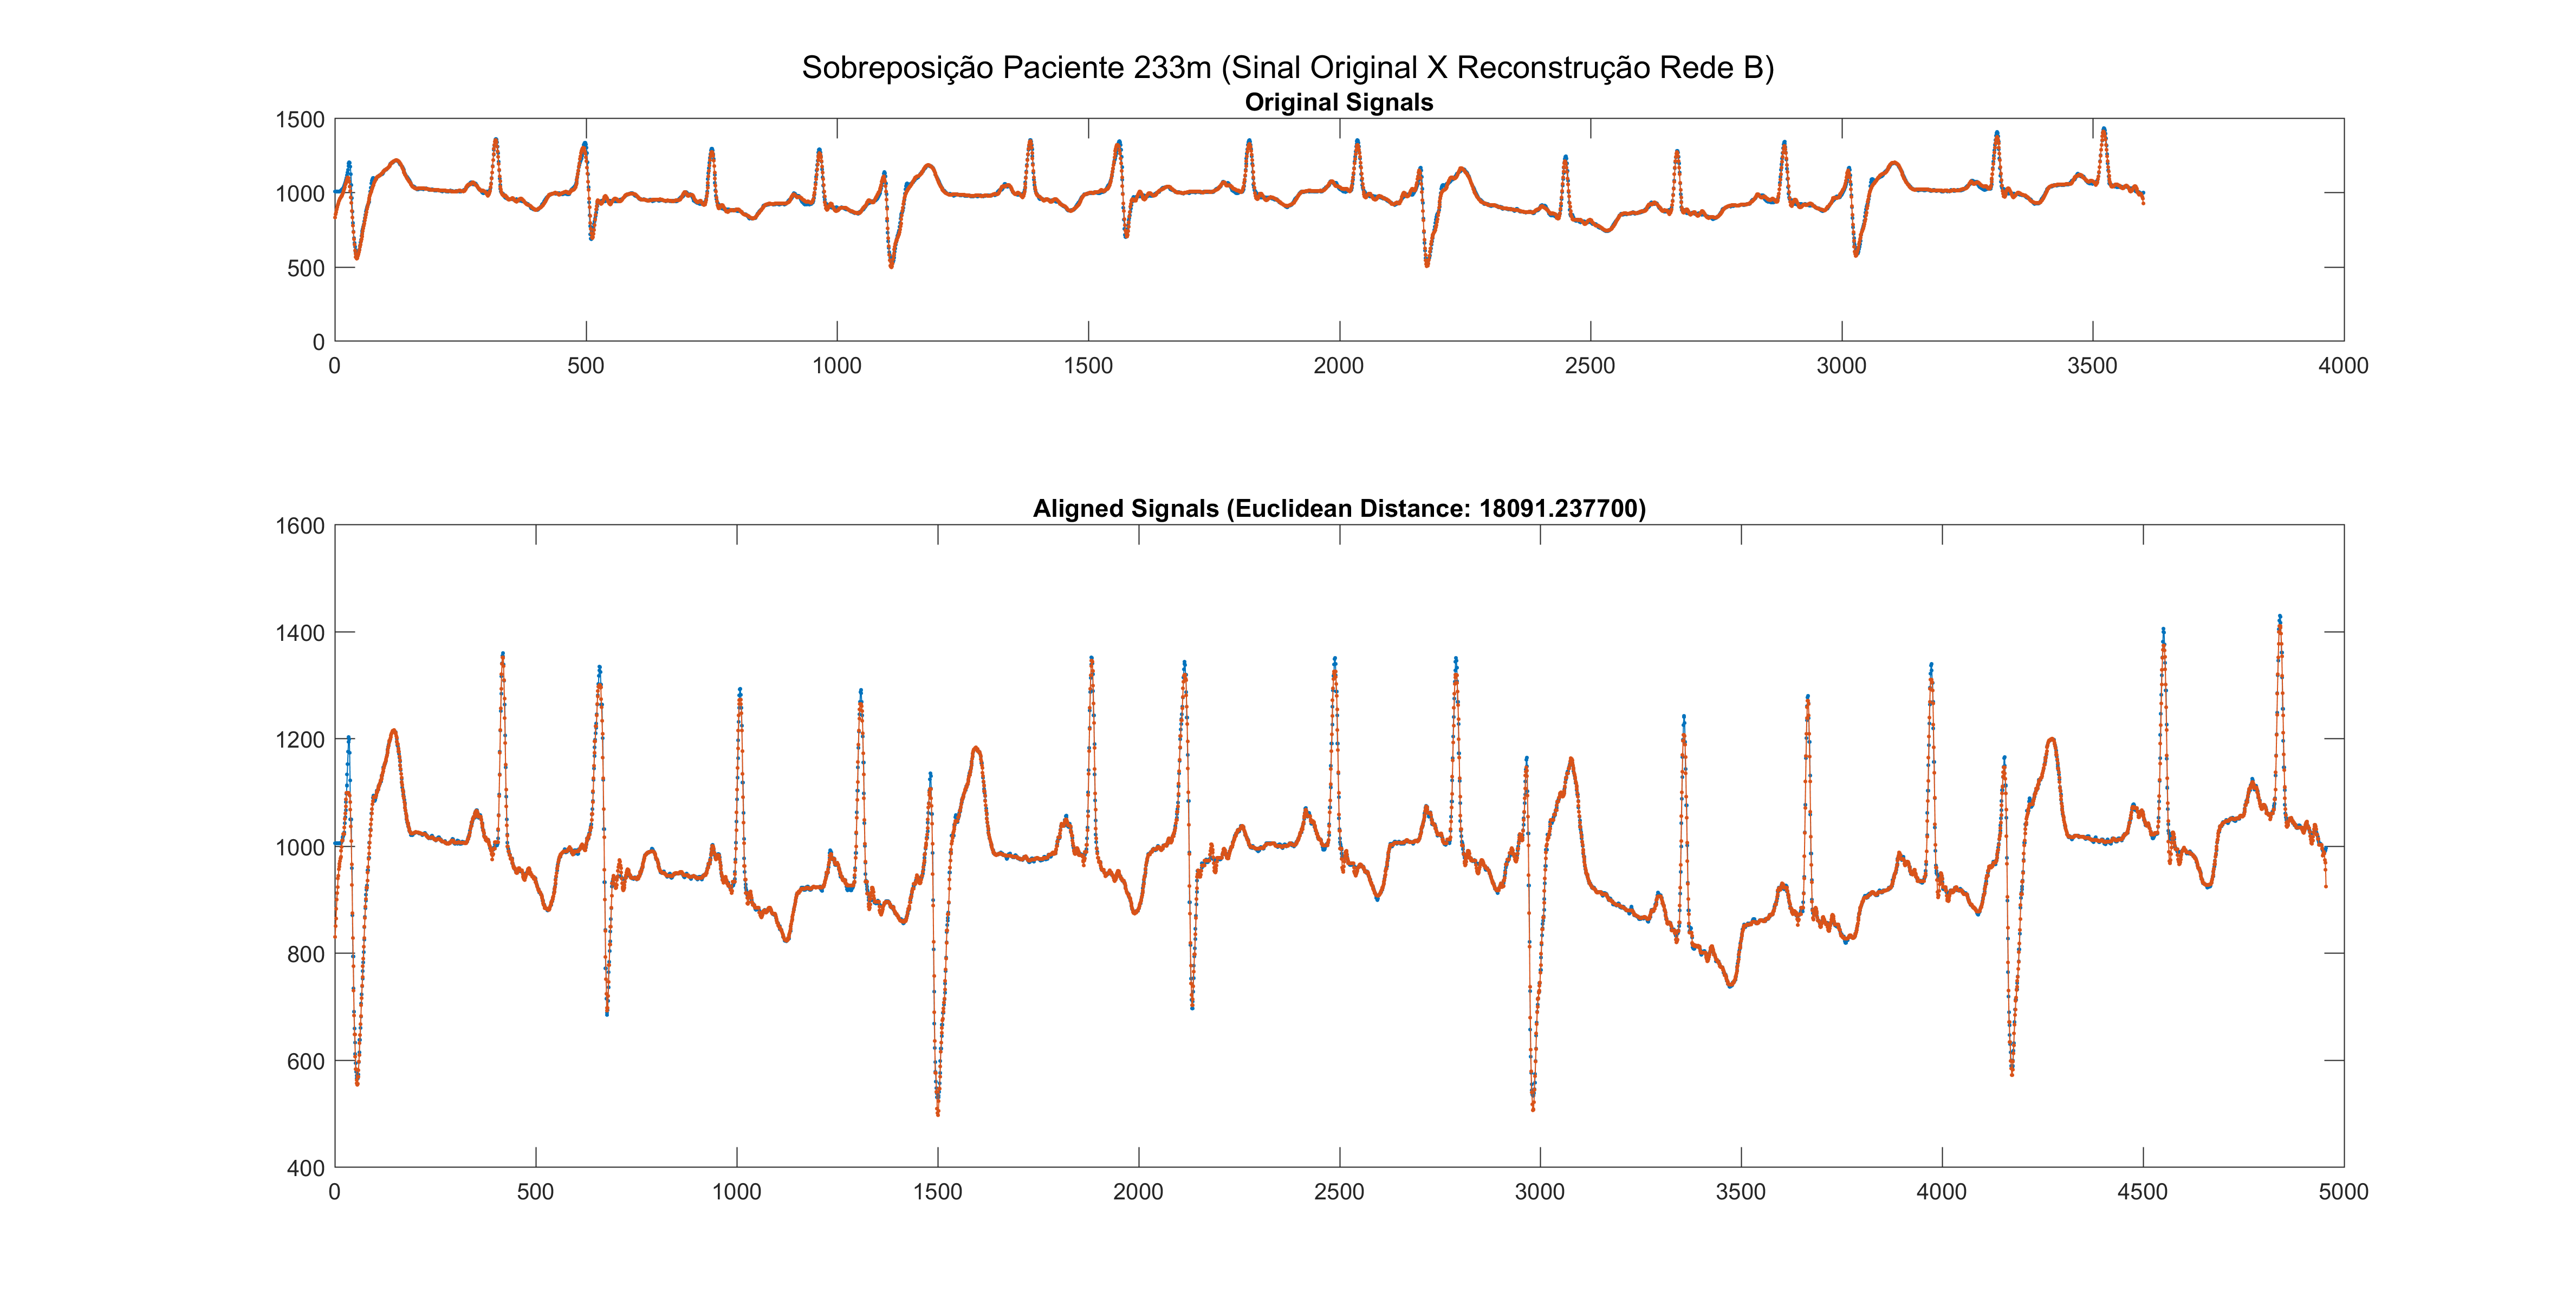 Sobreposição Paciente 233m (Sinal Original X Reconstrução Rede B)
Original Signals
1500
1000
500
0
0 500 1000 1500 2000 2500 3000 3500 4000
Aligned Signals (Euclidean Distance: 18091.237700)
1600
1400
1200
1000
800
600
400
0 500 1000 1500 2000 2500 3000 3500 4000 4500 5000